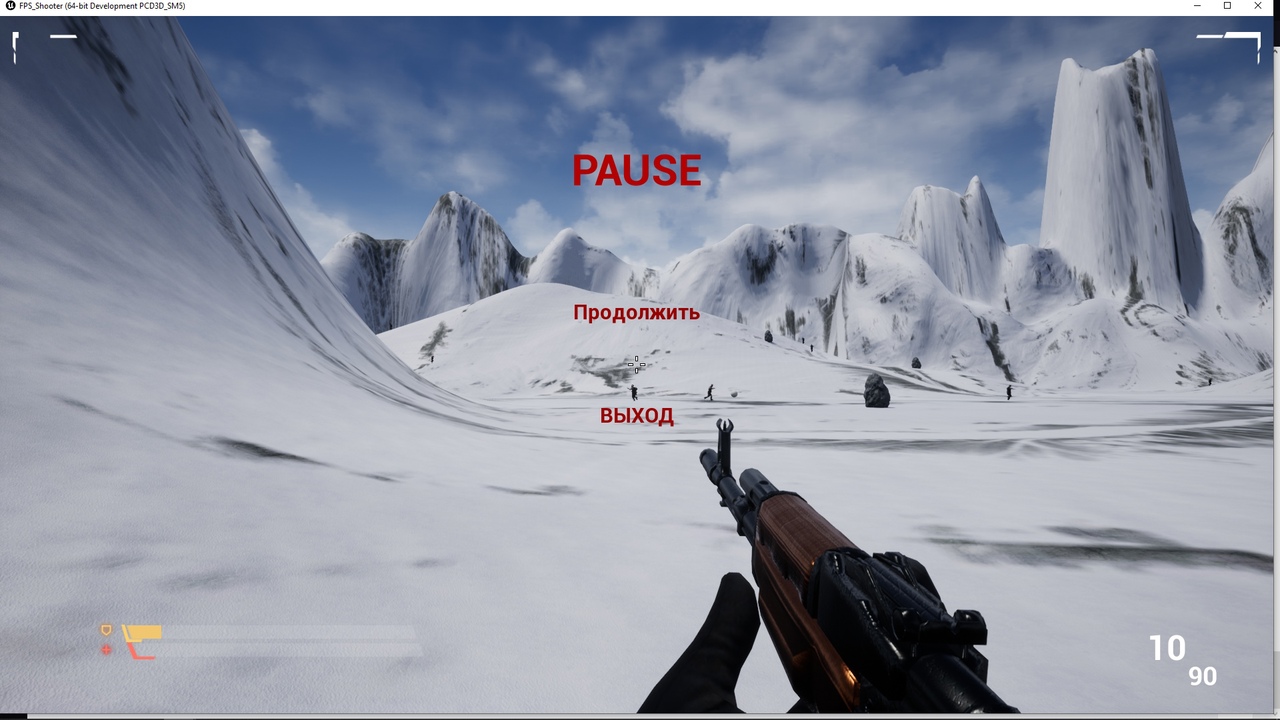 FPS_Shooter (64-bit Development PCD3D_SM5)
PAUSE
Продолжить
ВЫХОД
10
90